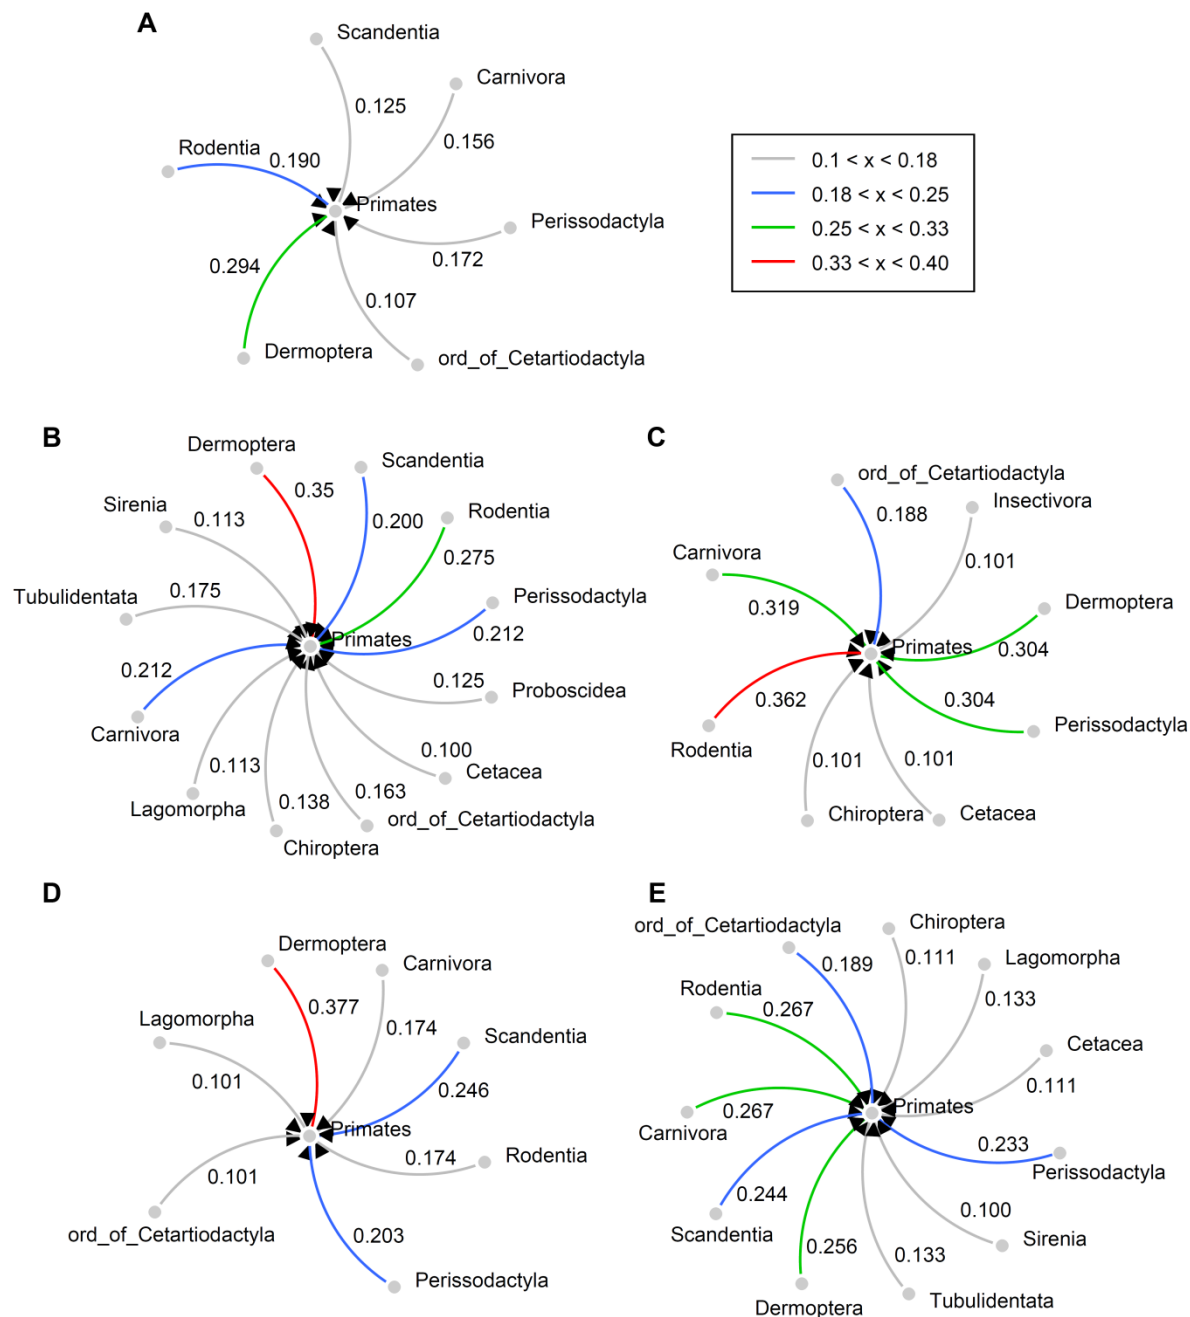 A
Scandentia
Carnivora
0.125
0.156
Rodentia
0.190
Primates
Perissodactyla
0.172
0.294
0.107
Dermoptera
ord_of_Cetartiodactyla
0.1 < x < 0.18
0.18 < x < 0.25
0.25 < x < 0.33
0.33 < x < 0.40
B
Dermoptera
Scandentia
Sirenia
0.35
Rodentia
0.113
0.200
0.275
Tubulidentata
0.175
Perissodactyla
Primates
0.212
0.212
0.125
Proboscidea
Carnivora
0.113
0.100
Cetacea
Lagomorpha
0.138
0.163
ord_of_Cetartiodactyla
Chiroptera
C
ord_of_Cetartiodactyla
Insectivora
0.188
Carnivora
0.101
0.319
Dermoptera
Primates
0.304
0.362
0.304
Rodentia
Perissodactyla
0.101
0.101
Chiroptera
Cetacea
D
Dermoptera
Carnivora
0.377
Lagomorpha
0.174
Scandentia
0.101
0.246
Primates
0.174
Rodentia
0.101
ord_of_Cetartiodactyla
0.203
Perissodactyla
E
ord_of_Cetartiodactyla
Chiroptera
0.189
0.111
Lagomorpha
Rodentia
0.267
0.133
Cetacea
0.111
0.267
Primates
Carnivora
0.233
Perissodactyla
0.244
0.100
Scandentia
Sirenia
0.256
0.133
Dermoptera
Tubulidentata